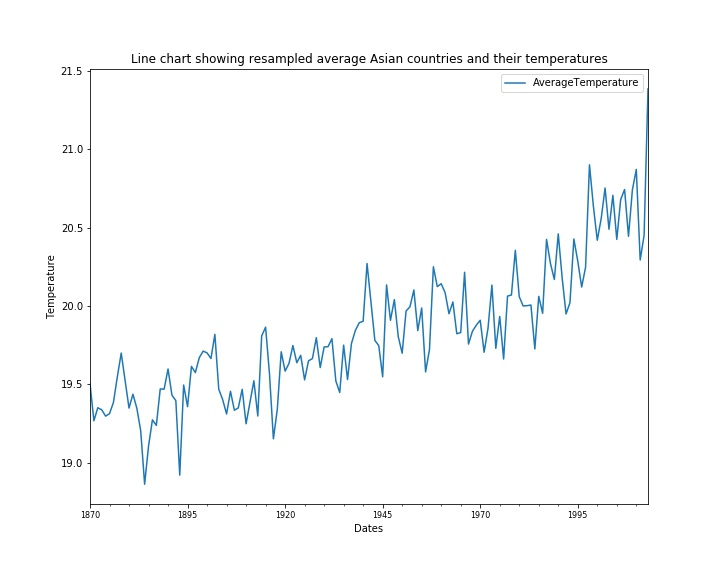 Line chart showing resampled average Asian countries and their temperatures
AverageTemperature
21.5
21.0
20.5
20.0
19.5
19.0
Temperature
1870 1895 1920 1945 1970 1995
Dates